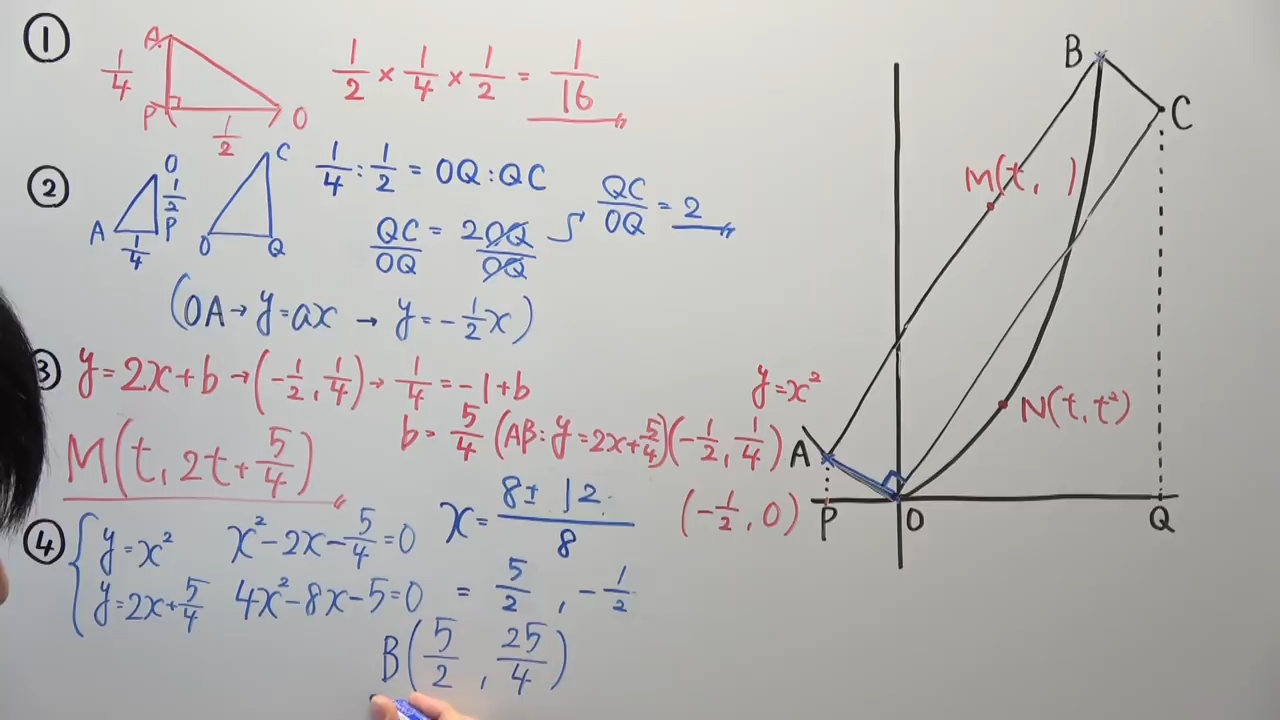 ①
A
1/4
P
1/2
O
1/2 × 1/4 × 1/2 = 1/16
②
O
1/2
A
P
1/4
C
O
Q
1/4 : 1/2 = OQ : QC
QC/OQ = 2OQ/OQ
QC/OQ = 2
(OA→y=ax → y=-1/2x)
③ y=2x+b→(-1/2, 1/4)→1/4=-1+b
b=5/4 (AB:y=2x+5/4)
M(t, 2t+5/4)
④ { y=x² x²-2x-5/4=0
y=2x+5/4 4x²-8x-5=0
x= 8±12/8
= 5/2, -1/2
B(5/2, 25/4)
B
C
M(t, )
y=x²
N(t, t²)
(-1/2, 1/4) A
(-1/2, 0) P
O
Q